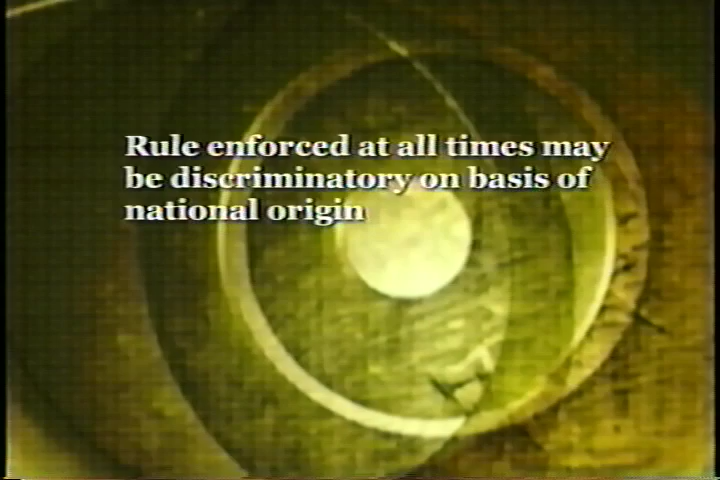 Rule enforced at all times may
be discriminatory on basis of
national origin